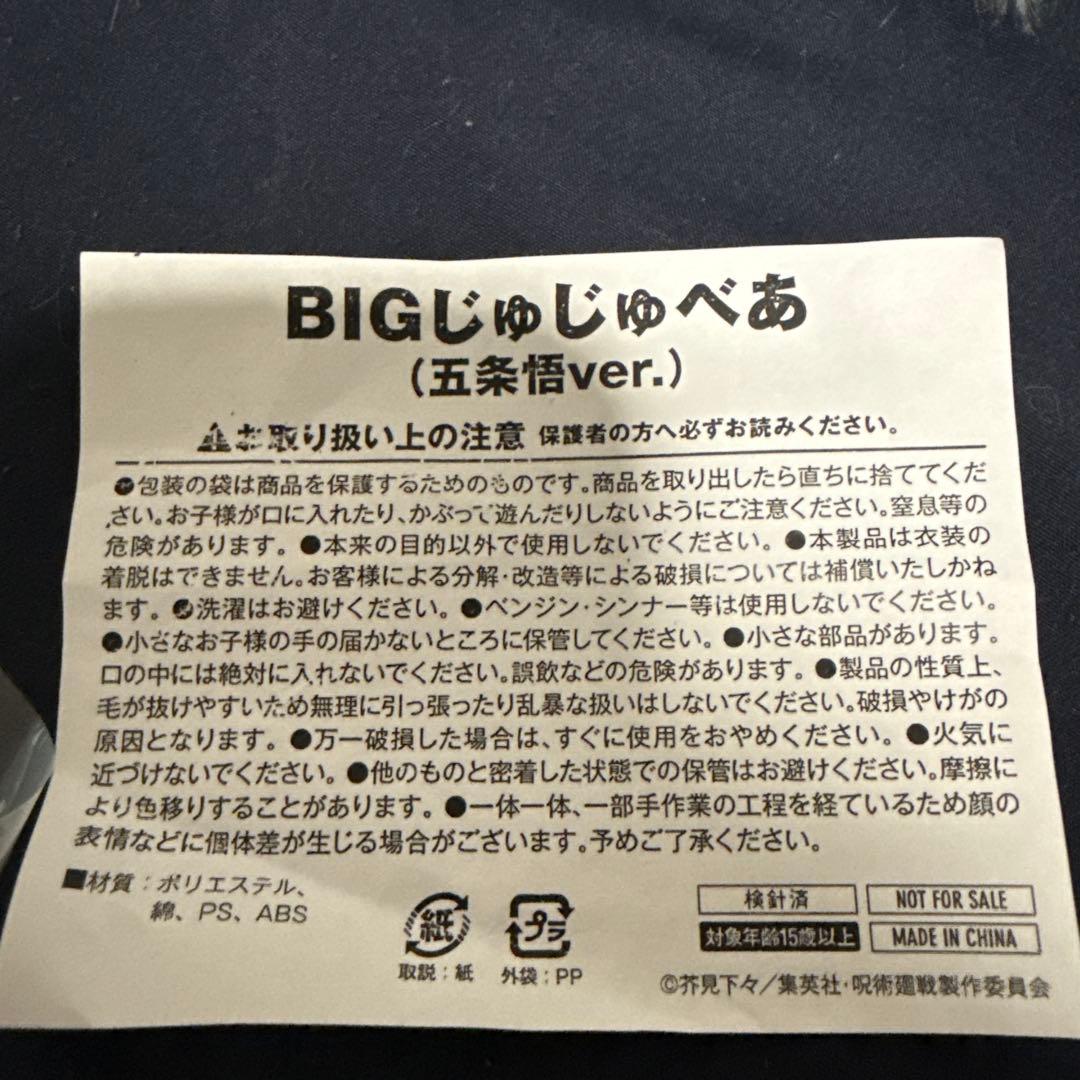 BIGじゅじゅべあ
(五条悟ver.)
⚠お取り扱い上の注意 保護者の方へ必ずお読みください。
●包装の袋は商品を保護するためのものです。商品を取り出したら直ちに捨ててくだ
さい。お子様が口に入れたり、かぶって遊んだりしないようにご注意ください。窒息等の
危険があります。 ●本来の目的以外で使用しないでください。 ●本製品は衣装の
着脱はできません。お客様による分解・改造等による破損については補償いたしかね
ます。 ●洗濯はお避けください。 ●ベンジン・シンナー等は使用しないでください。
●小さなお子様の手の届かないところに保管してください。 ●小さな部品があります。
口の中には絶対に入れないでください。誤飲などの危険があります。 ●製品の性質上、
毛が抜けやすいため無理に引っ張ったり乱暴な扱いはしないでください。破損やけがの
原因となります。 ●万一破損した場合は、すぐに使用をおやめください。 ●火気に
近づけないでください。 ●他のものと密着した状態での保管はお避けください。摩擦に
より色移りすることがあります。 ●一体一体、一部手作業の工程を経ているため顔の
表情などに個体差が生じる場合がございます。予めご了承ください。
■材質：ポリエステル、
綿、PS、ABS
紙
取説：紙
プラ
外袋：PP
検針済
NOT FOR SALE
対象年齢15歳以上
MADE IN CHINA
©芥見下々／集英社・呪術廻戦製作委員会